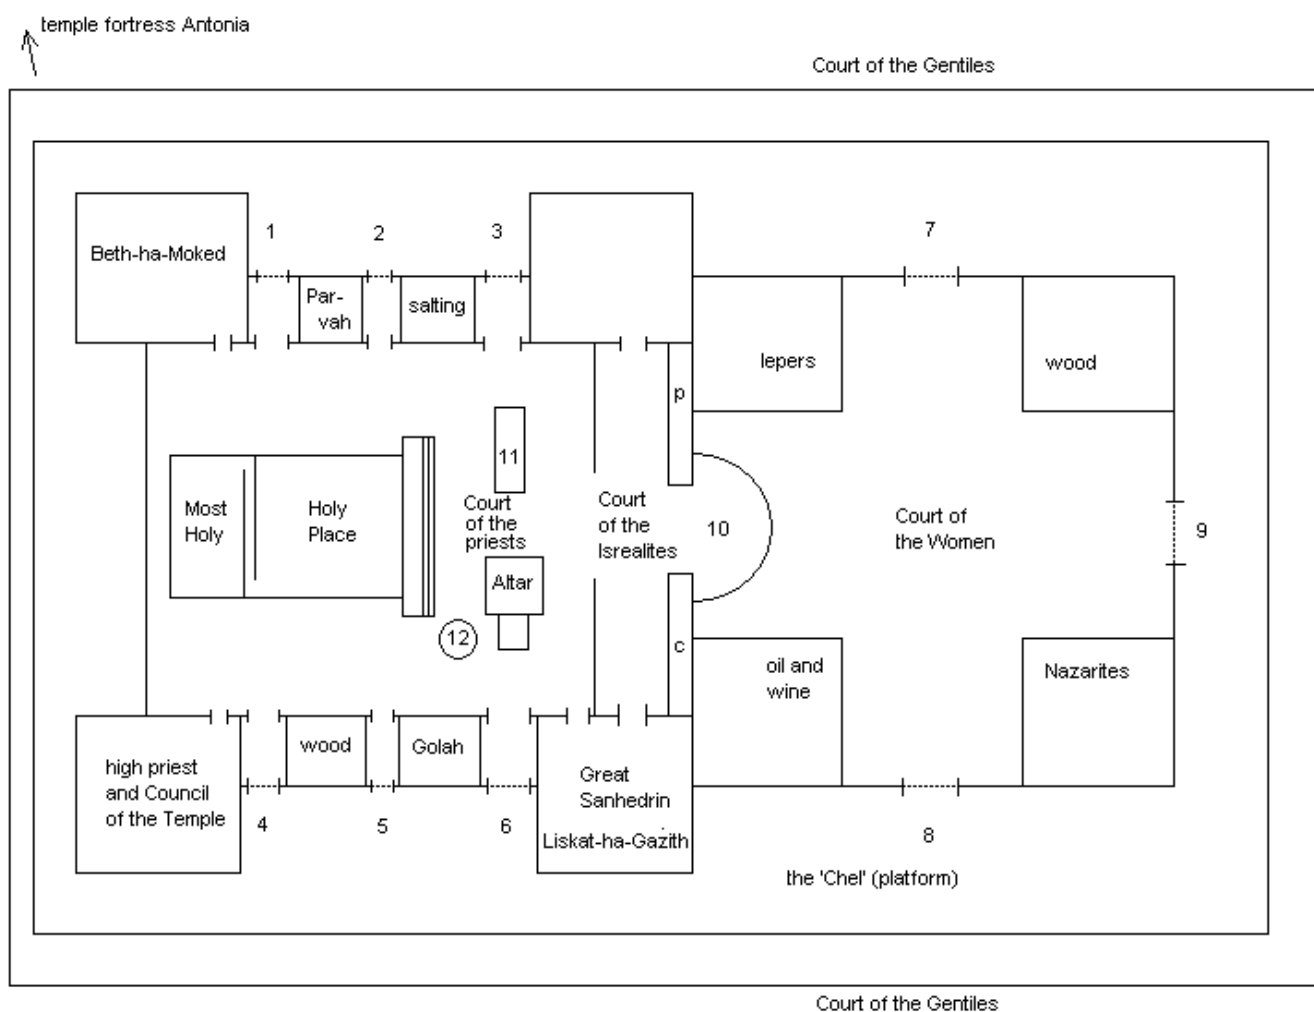 temple fortress Antonia
Court of the Gentiles
1
2
3
7
Beth-ha-Moked
Par-
vah
salting
lepers
wood
p
11
Most
Holy
Holy
Place
Court
of the
priests
Court
of the
Isrealites
10
Court of
the Women
9
Altar
12
c
oil and
wine
Nazarites
high priest
and Council
of the Temple
wood
Golah
Great
Sanhedrin
Liskat-ha-Gazith
4
5
6
8
the 'Chel' (platform)
Court of the Gentiles